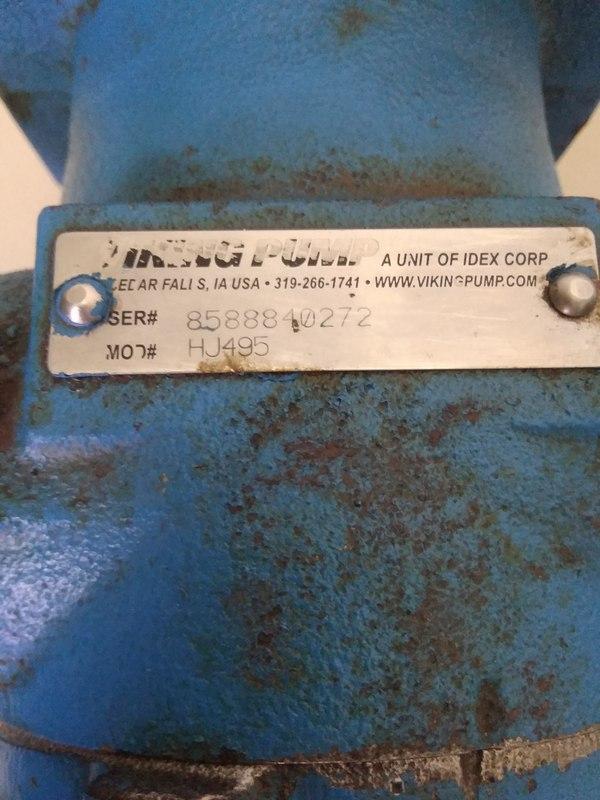 VIKING PUMP A UNIT OF IDEX CORP
CEDAR FALLS, IA USA • 319-266-1741 • WWW.VIKINGPUMP.COM
SER# 8588840272
MOD# HJ495